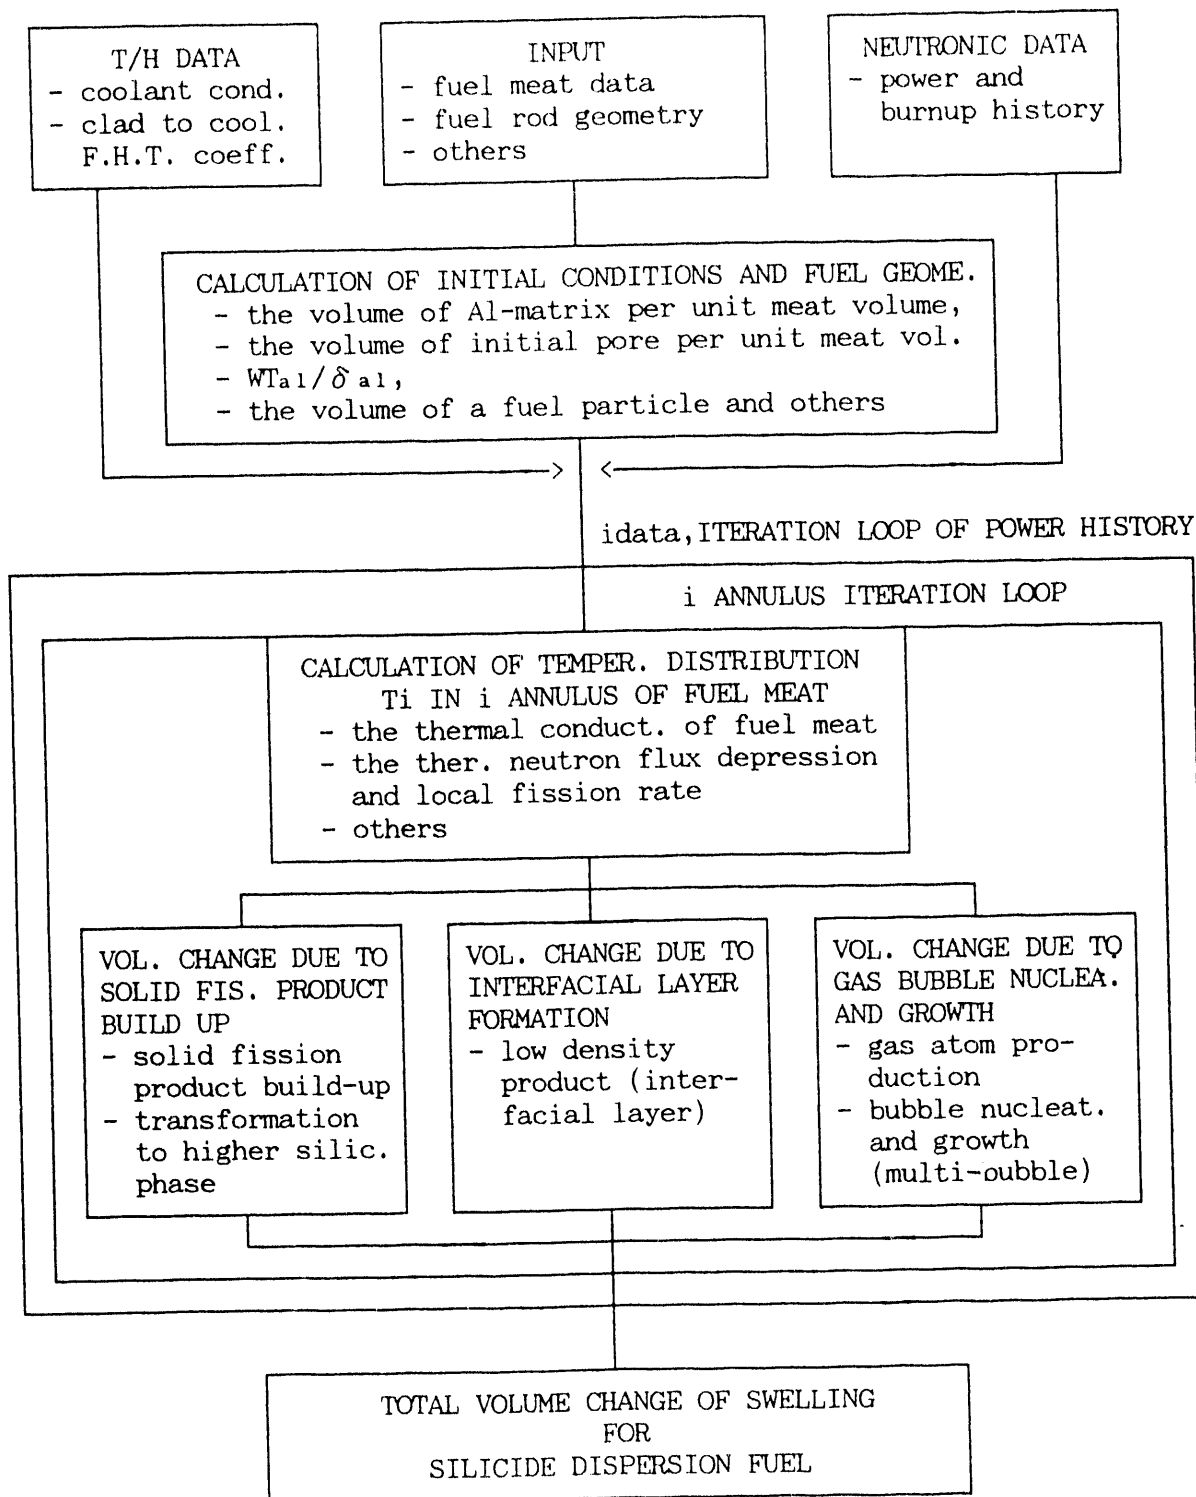 T/H DATA
- coolant cond.
- clad to cool.
F.H.T. coeff.
INPUT
- fuel meat data
- fuel rod geometry
- others
NEUTRONIC DATA
- power and
burnup history
CALCULATION OF INITIAL CONDITIONS AND FUEL GEOME.
- the volume of Al-matrix per unit meat volume,
- the volume of initial pore per unit meat vol.
- WTal/δal,
- the volume of a fuel particle and others
idata, ITERATION LOOP OF POWER HISTORY
i ANNULUS ITERATION LOOP
CALCULATION OF TEMPER. DISTRIBUTION
Ti IN i ANNULUS OF FUEL MEAT
- the thermal conduct. of fuel meat
- the ther. neutron flux depression
and local fission rate
- others
VOL. CHANGE DUE TO
SOLID FIS. PRODUCT
BUILD UP
- solid fission
product build-up
- transformation
to higher silic.
phase
VOL. CHANGE DUE TO
INTERFACIAL LAYER
FORMATION
- low density
product (inter-
facial layer)
VOL. CHANGE DUE TO
GAS BUBBLE NUCLEA.
AND GROWTH
- gas atom pro-
duction
- bubble nucleat.
and growth
(multi-bubble)
TOTAL VOLUME CHANGE OF SWELLING
FOR
SILICIDE DISPERSION FUEL